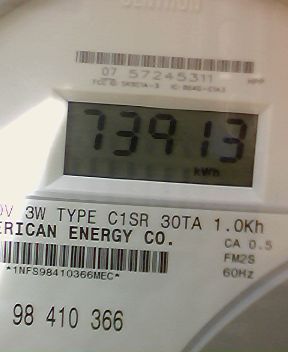 CENTRON
07 57245311
73913
kWh
0V 3W TYPE C1SR 30TA 1.0Kh
ERICAN ENERGY CO.
CA 0.5
FM2S
*1NFS98410366MEC*
60Hz
98 410 366